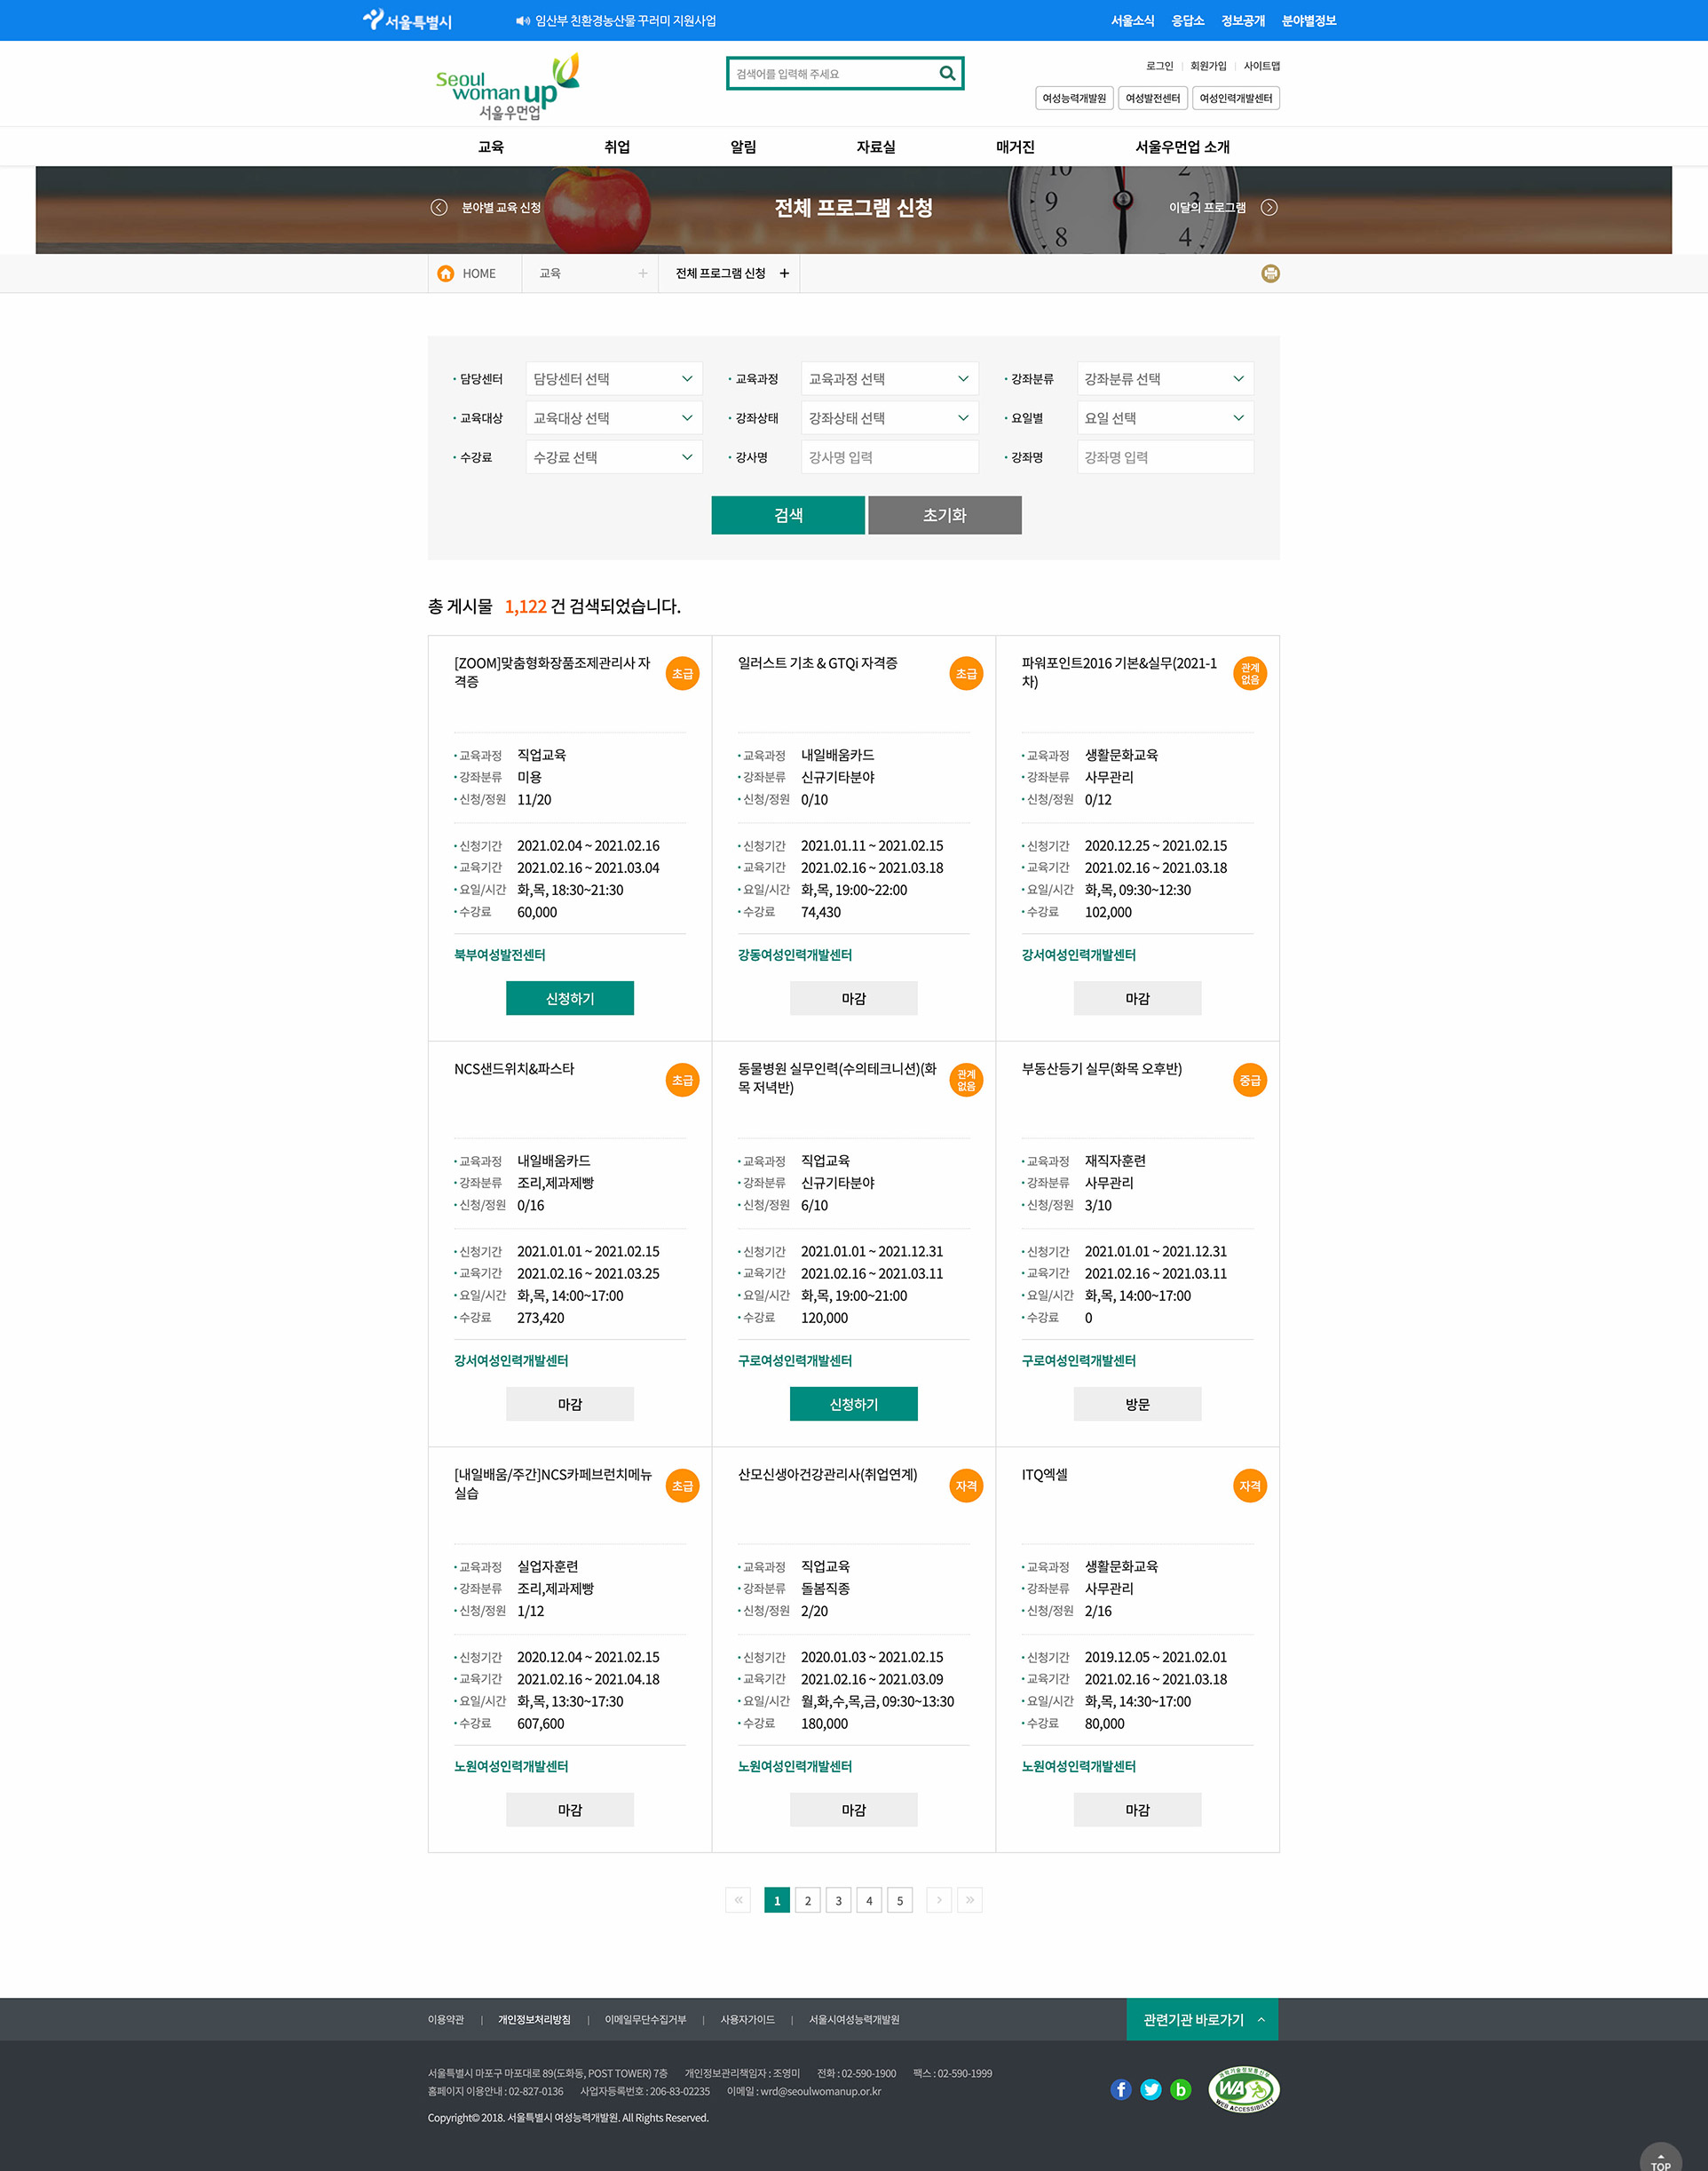 서울특별시
임산부 친환경농산물 꾸러미 지원사업
서울소식 응답소 정보공개 분야별정보
Seoul
woman up
서울우먼업
검색어를 입력해 주세요
로그인 회원가입 사이트맵
여성능력개발원 여성발전센터 여성인력개발센터
교육 취업 알림 자료실 매거진 서울우먼업 소개
분야별 교육 신청
전체 프로그램 신청
이달의 프로그램
10 2
9 3
8 4
HOME 교육 + 전체 프로그램 신청 +
담당센터 담당센터 선택 교육과정 교육과정 선택 강좌분류 강좌분류 선택
교육대상 교육대상 선택 강좌상태 강좌상태 선택 요일별 요일 선택
수강료 수강료 선택 강사명 강사명 입력 강좌명 강좌명 입력
검색 초기화
총 게시물 1,122 건 검색되었습니다.
[ZOOM]맞춤형화장품조제관리사 자
격증
초급
교육과정 직업교육
강좌분류 미용
신청/정원 11/20
신청기간 2021.02.04 ~ 2021.02.16
교육기간 2021.02.16 ~ 2021.03.04
요일/시간 화,목, 18:30~21:30
수강료 60,000
북부여성발전센터
신청하기
일러스트 기초 & GTQi 자격증
초급
교육과정 내일배움카드
강좌분류 신규기타분야
신청/정원 0/10
신청기간 2021.01.11 ~ 2021.02.15
교육기간 2021.02.16 ~ 2021.03.18
요일/시간 화,목, 19:00~22:00
수강료 74,430
강동여성인력개발센터
마감
파워포인트2016 기본&실무(2021-1
차)
관계
없음
교육과정 생활문화교육
강좌분류 사무관리
신청/정원 0/12
신청기간 2020.12.25 ~ 2021.02.15
교육기간 2021.02.16 ~ 2021.03.18
요일/시간 화,목, 09:30~12:30
수강료 102,000
강서여성인력개발센터
마감
NCS샌드위치&파스타
초급
교육과정 내일배움카드
강좌분류 조리,제과제빵
신청/정원 0/16
신청기간 2021.01.01 ~ 2021.02.15
교육기간 2021.02.16 ~ 2021.03.25
요일/시간 화,목, 14:00~17:00
수강료 273,420
강서여성인력개발센터
마감
동물병원 실무인력(수의테크니션)(화
목 저녁반)
관계
없음
교육과정 직업교육
강좌분류 신규기타분야
신청/정원 6/10
신청기간 2021.01.01 ~ 2021.12.31
교육기간 2021.02.16 ~ 2021.03.11
요일/시간 화,목, 19:00~21:00
수강료 120,000
구로여성인력개발센터
신청하기
부동산등기 실무(화목 오후반)
중급
교육과정 재직자훈련
강좌분류 사무관리
신청/정원 3/10
신청기간 2021.01.01 ~ 2021.12.31
교육기간 2021.02.16 ~ 2021.03.11
요일/시간 화,목, 14:00~17:00
수강료 0
구로여성인력개발센터
방문
[내일배움/주간]NCS카페브런치메뉴
실습
초급
교육과정 실업자훈련
강좌분류 조리,제과제빵
신청/정원 1/12
신청기간 2020.12.04 ~ 2021.02.15
교육기간 2021.02.16 ~ 2021.04.18
요일/시간 화,목, 13:30~17:30
수강료 607,600
노원여성인력개발센터
마감
산모신생아건강관리사(취업연계)
자격
교육과정 직업교육
강좌분류 돌봄직종
신청/정원 2/20
신청기간 2020.01.03 ~ 2021.02.15
교육기간 2021.02.16 ~ 2021.03.09
요일/시간 월,화,수,목,금, 09:30~13:30
수강료 180,000
노원여성인력개발센터
마감
ITQ엑셀
자격
교육과정 생활문화교육
강좌분류 사무관리
신청/정원 2/16
신청기간 2019.12.05 ~ 2021.02.01
교육기간 2021.02.16 ~ 2021.03.18
요일/시간 화,목, 14:30~17:00
수강료 80,000
노원여성인력개발센터
마감
« 1 2 3 4 5 > »
이용약관 | 개인정보처리방침 | 이메일무단수집거부 | 사용자가이드 | 서울시여성능력개발원
관련기관 바로가기
서울특별시 마포구 마포대로 89(도화동, POST TOWER) 7층 개인정보관리책임자 : 조영미 전화 : 02-590-1900 팩스 : 02-590-1999
홈페이지 이용안내 : 02-827-0136 사업자등록번호 : 206-83-02235 이메일 : wrd@seoulwomanup.or.kr
Copyright© 2018. 서울특별시 여성능력개발원. All Rights Reserved.
f b
WA
WEB ACCESSIBILITY
TOP